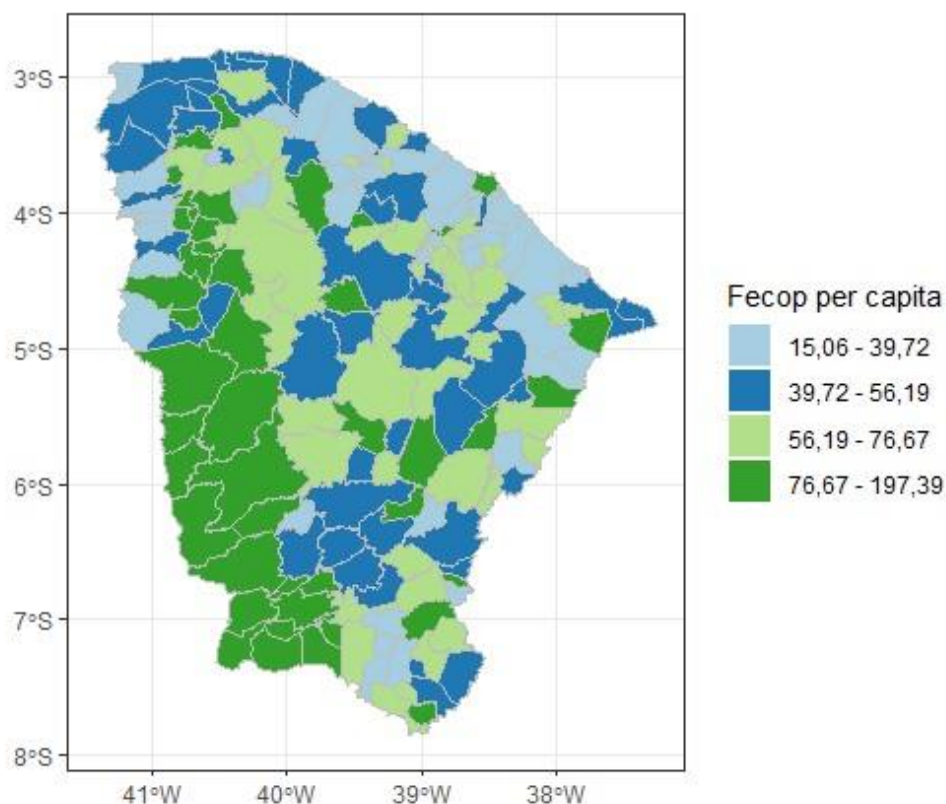 3°S
4°S
5°S
6°S
7°S
8°S
41°W 40°W 39°W 38°W
Fecop per capita
15,06 - 39,72
39,72 - 56,19
56,19 - 76,67
76,67 - 197,39